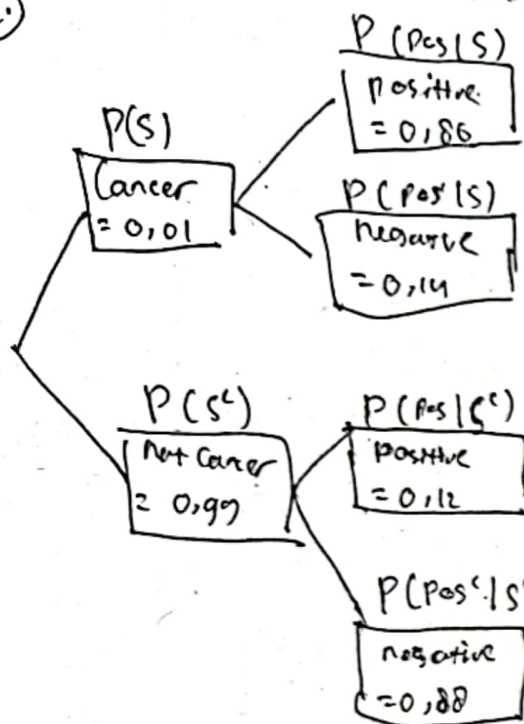 P (Pos | S)
positive
= 0,86
P(S)
Cancer
= 0,01
P ( Pos' | S)
negative
= 0,14
P (S^c)
not cancer
= 0,99
P ( Pos | S^c)
positive
= 0,12
P ( Pos^c | S^
negative
= 0,88